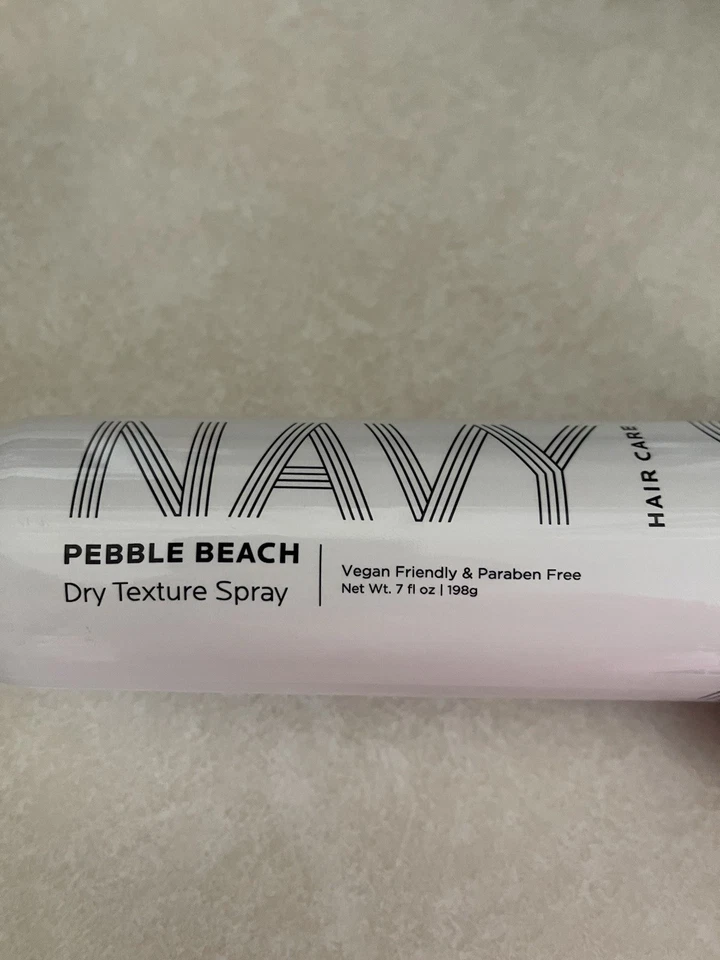 NAVY
HAIR CARE
PEBBLE BEACH
Dry Texture Spray
Vegan Friendly & Paraben Free
Net Wt. 7 fl oz | 198g